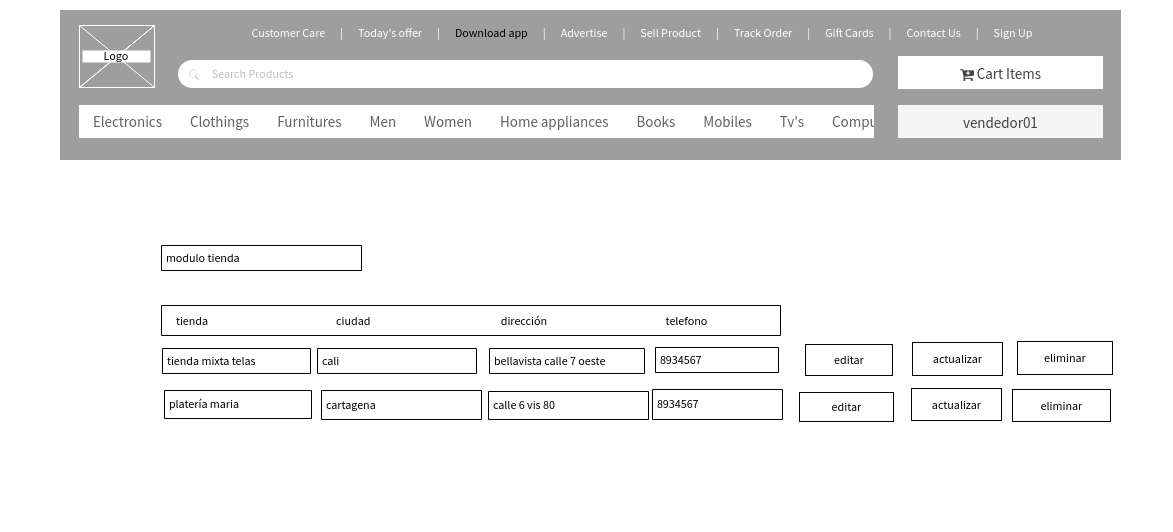 Customer Care | Today's offer | Download app | Advertise | Sell Product | Track Order | Gift Cards | Contact Us | Sign Up
Logo
Search Products
Cart Items
Electronics Clothings Furnitures Men Women Home appliances Books Mobiles Tv's Compu
vendedor01
modulo tienda
tienda ciudad dirección telefono
tienda mixta telas cali bellavista calle 7 oeste 8934567 editar actualizar eliminar
platería maria cartagena calle 6 vis 80 8934567 editar actualizar eliminar